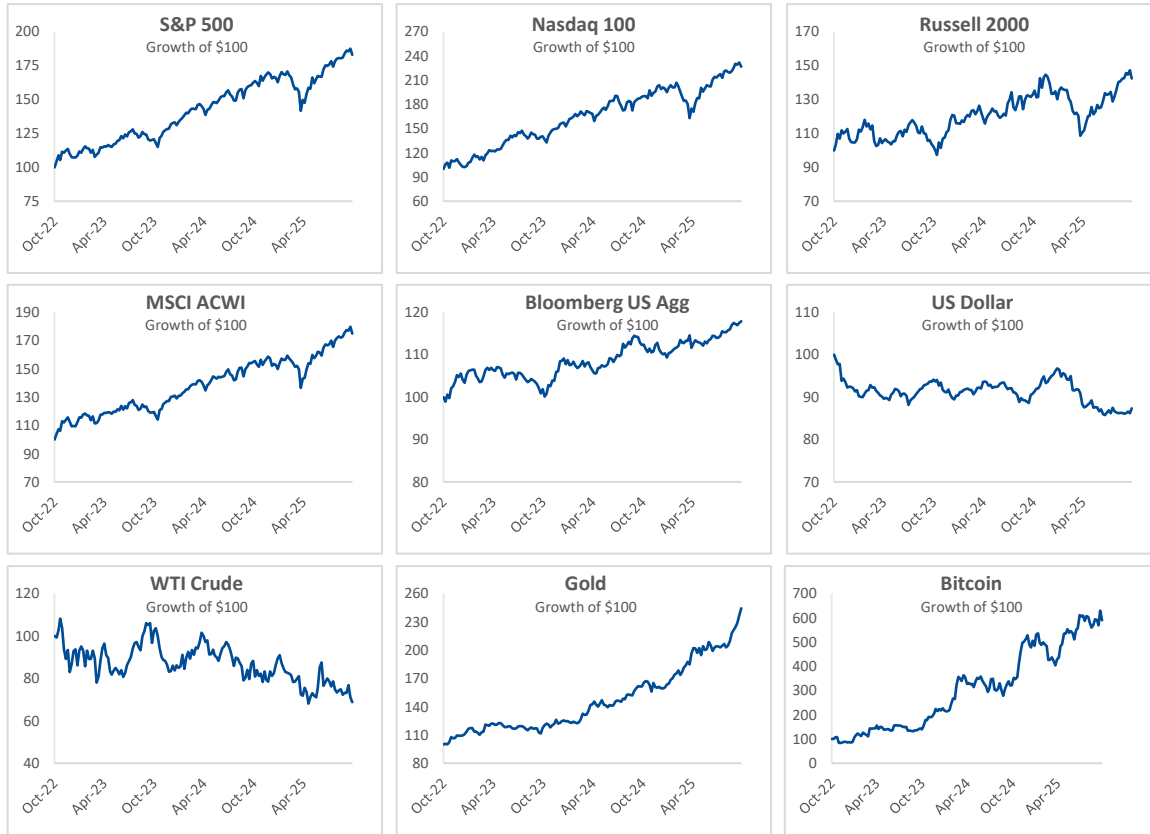 S&P 500
Growth of $100
200
175
150
125
100
75
Oct-22
Apr-23
Oct-23
Apr-24
Oct-24
Apr-25
Nasdaq 100
Growth of $100
240
210
180
150
120
90
60
Oct-22
Apr-23
Oct-23
Apr-24
Oct-24
Apr-25
Russell 2000
Growth of $100
170
150
130
110
90
70
Oct-22
Apr-23
Oct-23
Apr-24
Oct-24
Apr-25
MSCI ACWI
Growth of $100
190
170
150
130
110
90
70
Oct-22
Apr-23
Oct-23
Apr-24
Oct-24
Apr-25
Bloomberg US Agg
Growth of $100
120
110
100
90
80
Oct-22
Apr-23
Oct-23
Apr-24
Oct-24
Apr-25
US Dollar
Growth of $100
110
100
90
80
70
Oct-22
Apr-23
Oct-23
Apr-24
Oct-24
Apr-25
WTI Crude
Growth of $100
120
100
80
60
40
Oct-22
Apr-23
Oct-23
Apr-24
Oct-24
Apr-25
Gold
Growth of $100
260
220
180
140
100
60
Oct-22
Apr-23
Oct-23
Apr-24
Oct-24
Apr-25
Bitcoin
Growth of $100
700
600
500
400
300
200
100
0
Oct-22
Apr-23
Oct-23
Apr-24
Oct-24
Apr-25